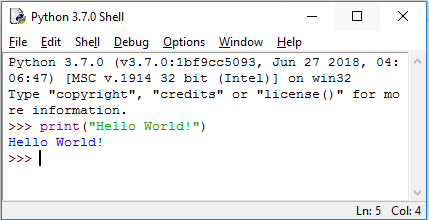 Python 3.7.0 Shell
File Edit Shell Debug Options Window Help
Python 3.7.0 (v3.7.0:1bf9cc5093, Jun 27 2018, 04:
06:47) [MSC v.1914 32 bit (Intel)] on win32
Type "copyright", "credits" or "license()" for mo
re information.
>>> print("Hello World!")
Hello World!
>>>
Ln: 5 Col: 4